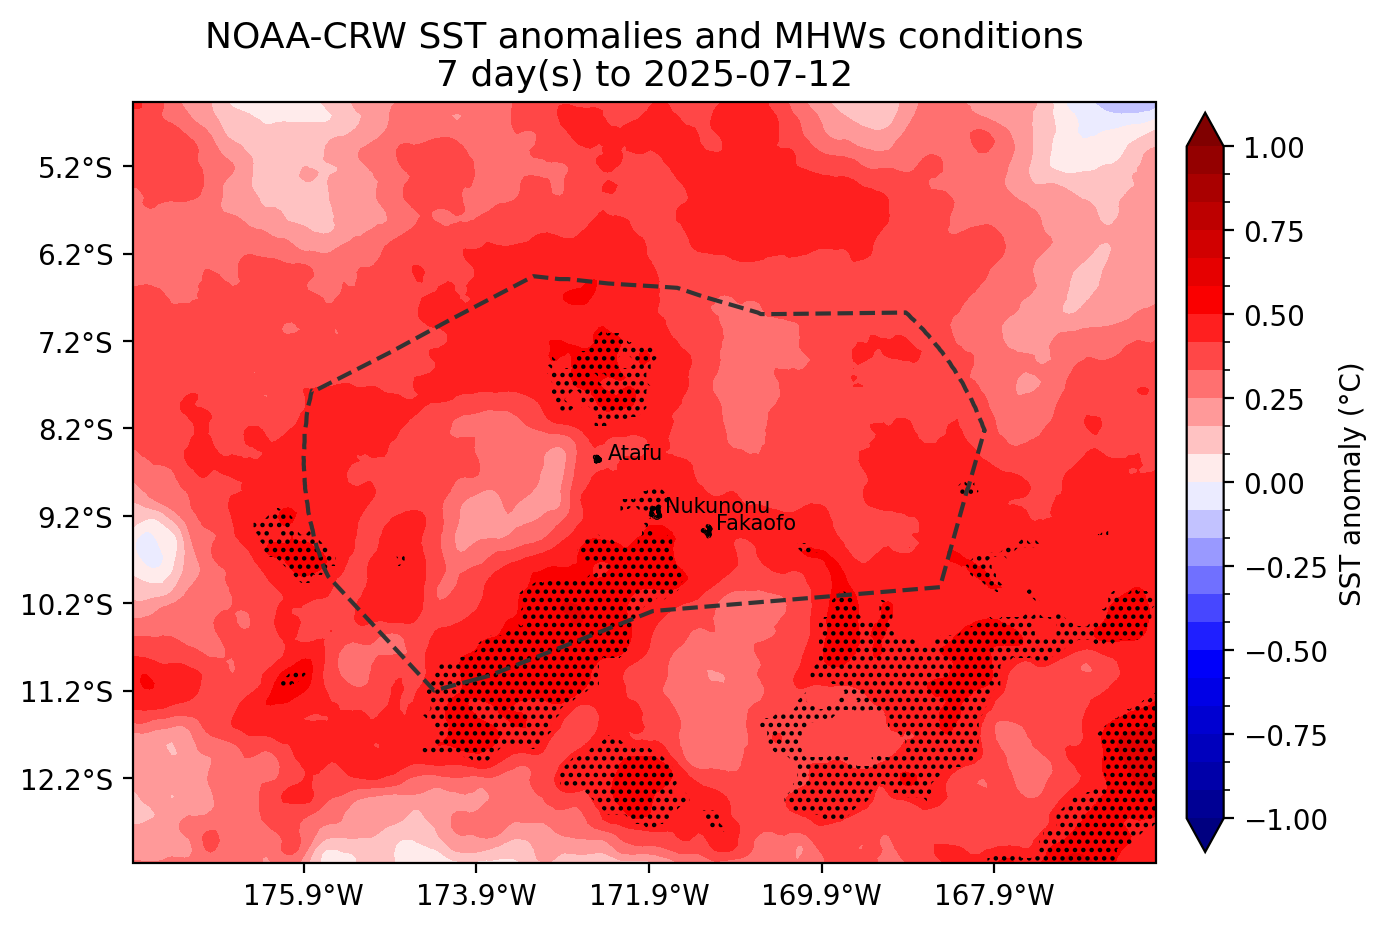 NOAA-CRW SST anomalies and MHWs conditions
7 day(s) to 2025-07-12
5.2°S
6.2°S
7.2°S
8.2°S
9.2°S
10.2°S
11.2°S
12.2°S
Atafu
Nukunonu
Fakaofo
175.9°W
173.9°W
171.9°W
169.9°W
167.9°W
1.00
0.75
0.50
0.25
0.00
−0.25
−0.50
−0.75
−1.00
SST anomaly (°C)